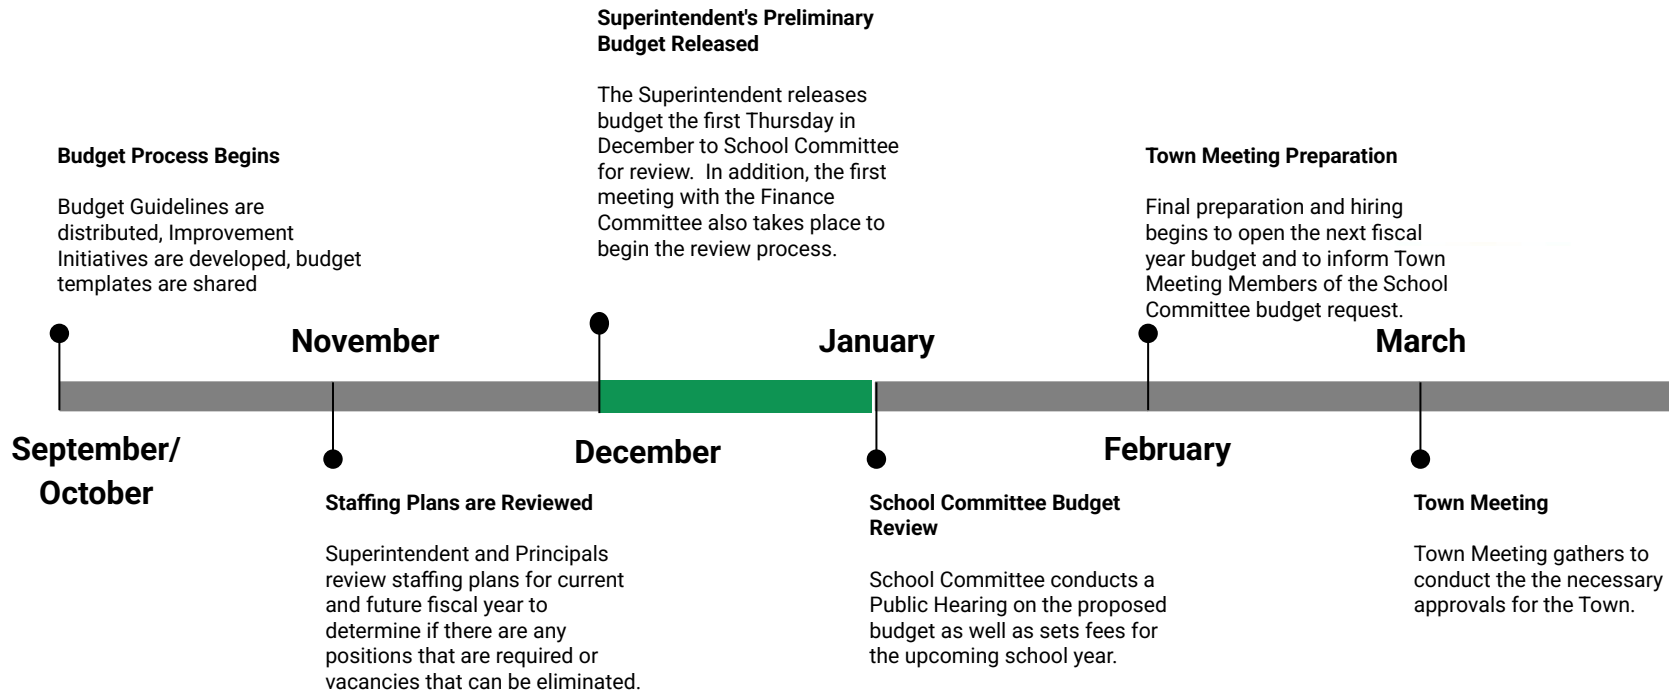 Budget Process Begins
Budget Guidelines are
distributed, Improvement
Initiatives are developed, budget
templates are shared
September/
October
November
Staffing Plans are Reviewed
Superintendent and Principals
review staffing plans for current
and future fiscal year to
determine if there are any
positions that are required or
vacancies that can be eliminated.
Superintendent's Preliminary
Budget Released
The Superintendent releases
budget the first Thursday in
December to School Committee
for review.  In addition, the first
meeting with the Finance
Committee also takes place to
begin the review process.
December
January
School Committee Budget
Review
School Committee conducts a
Public Hearing on the proposed
budget as well as sets fees for
the upcoming school year.
Town Meeting Preparation
Final preparation and hiring
begins to open the next fiscal
year budget and to inform Town
Meeting Members of the School
Committee budget request.
February
March
Town Meeting
Town Meeting gathers to
conduct the the necessary
approvals for the Town.